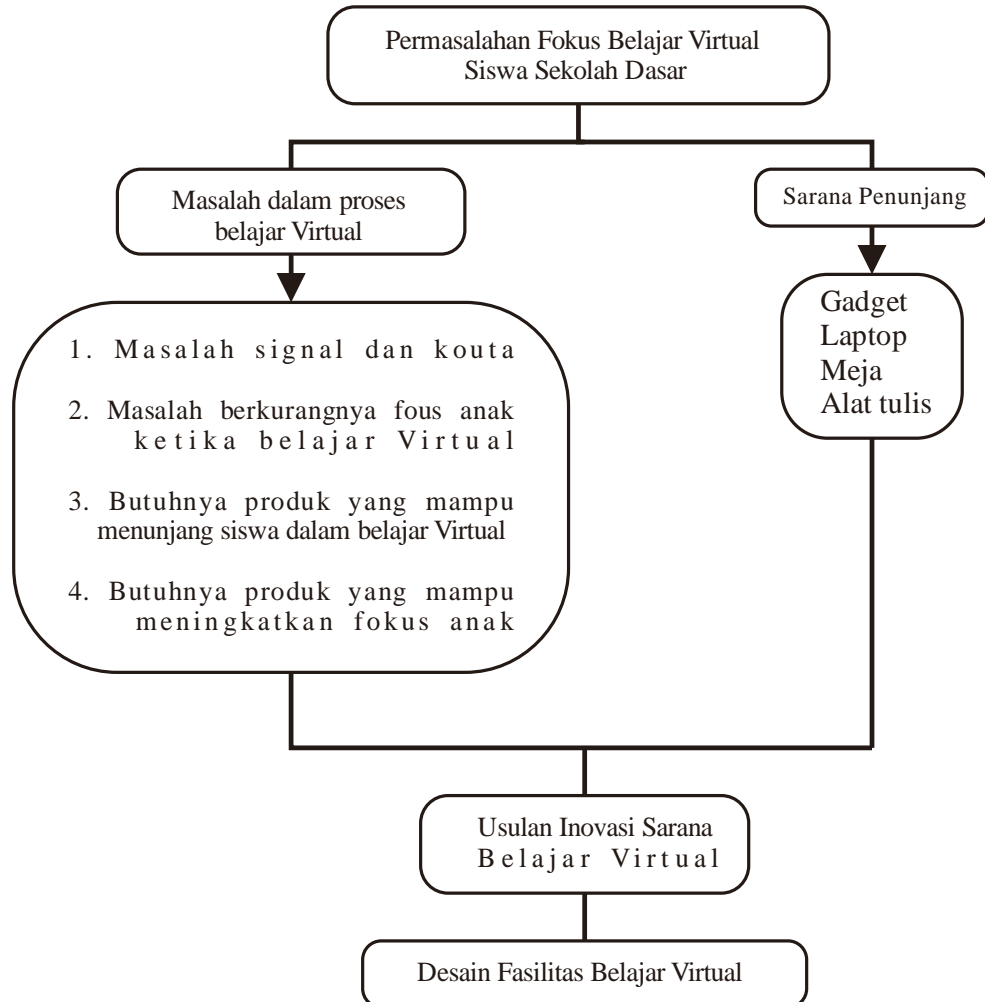 Permasalahan Fokus Belajar Virtual
Siswa Sekolah Dasar
Masalah dalam proses
belajar Virtual
Sarana Penunjang
1. Masalah signal dan kouta
2. Masalah berkurangnya fous anak
ketika belajar Virtual
3. Butuhnya produk yang mampu
menunjang siswa dalam belajar Virtual
4. Butuhnya produk yang mampu
meningkatkan fokus anak
Gadget
Laptop
Meja
Alat tulis
Usulan Inovasi Sarana
Belajar Virtual
Desain Fasilitas Belajar Virtual